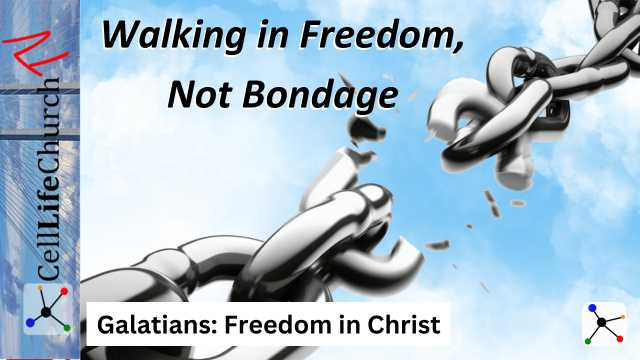 Walking in Freedom,
Not Bondage
CellLifeChurch
Galatians: Freedom in Christ